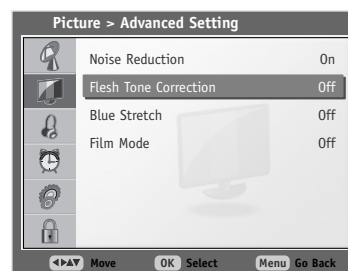 Picture > Advanced Setting
Noise Reduction On
Flesh Tone Correction Off
Blue Stretch Off
Film Mode Off
Move OK Select Menu Go Back